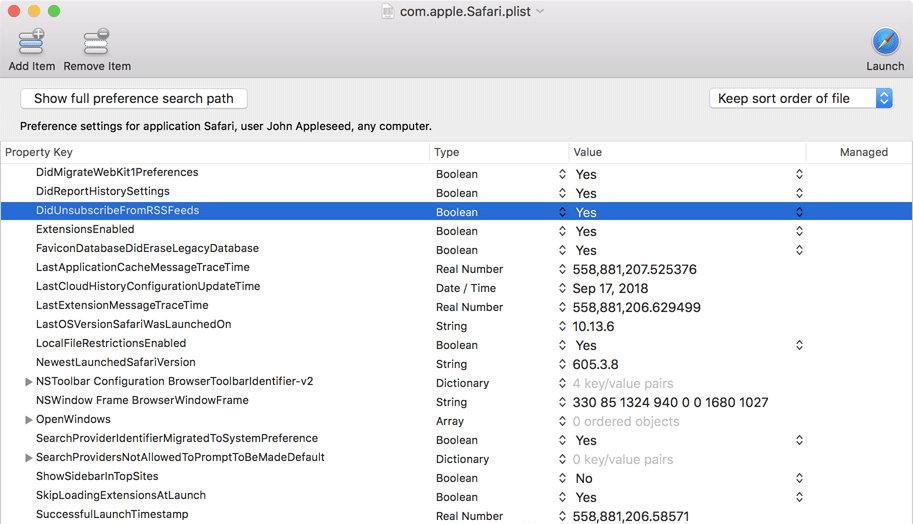 com.apple.Safari.plist
Add Item Remove Item Launch
Show full preference search path Keep sort order of file
Preference settings for application Safari, user John Appleseed, any computer.
Property Key Type Value Managed
DidMigrateWebKit1Preferences Boolean Yes
DidReportHistorySettings Boolean Yes
DidUnsubscribeFromRSSFeeds Boolean Yes
ExtensionsEnabled Boolean Yes
FaviconDatabaseDidEraseLegacyDatabase Boolean Yes
LastApplicationCacheMessageTraceTime Real Number 558,881,207.525376
LastCloudHistoryConfigurationUpdateTime Date / Time Sep 17, 2018
LastExtensionMessageTraceTime Real Number 558,881,206.629499
LastOSVersionSafariWasLaunchedOn String 10.13.6
LocalFileRestrictionsEnabled Boolean Yes
NewestLaunchedSafariVersion String 605.3.8
NSToolbar Configuration BrowserToolbarIdentifier-v2 Dictionary 4 key/value pairs
NSWindow Frame BrowserWindowFrame String 330 85 1324 940 0 0 1680 1027
OpenWindows Array 0 ordered objects
SearchProviderIdentifierMigratedToSystemPreference Boolean Yes
SearchProvidersNotAllowedToPromptToBeMadeDefault Dictionary 0 key/value pairs
ShowSidebarInTopSites Boolean No
SkipLoadingExtensionsAtLaunch Boolean Yes
SuccessfulLaunchTimestamp Real Number 558,881,206.58571